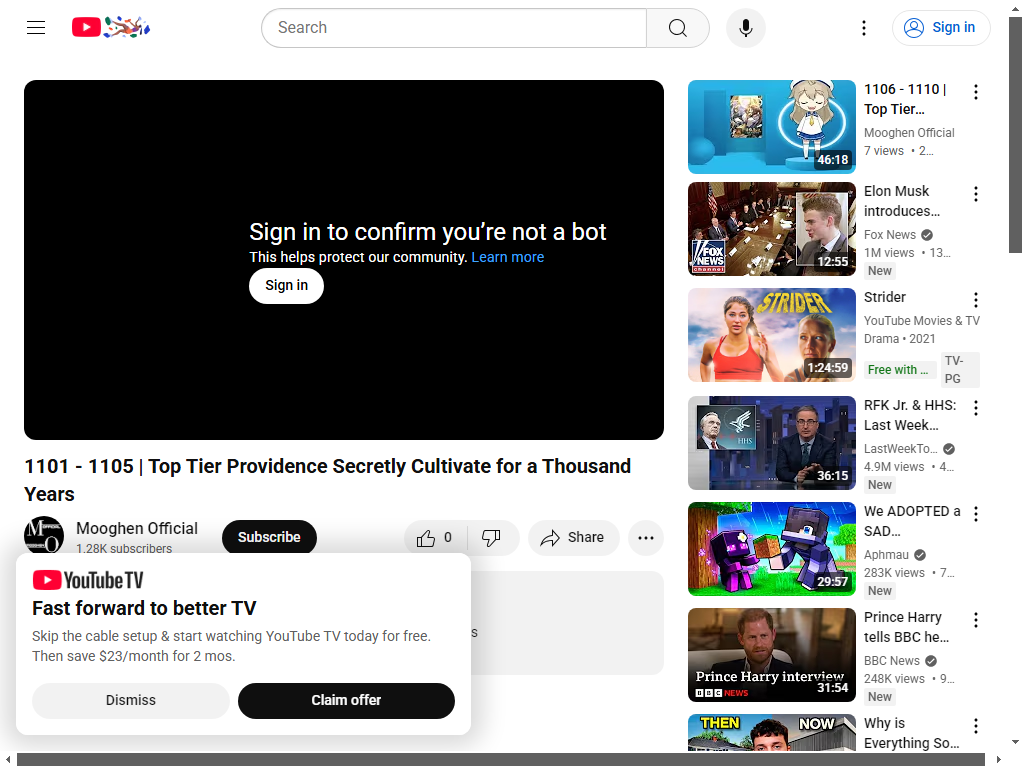 Search
Sign in
Sign in to confirm you’re not a bot
This helps protect our community. Learn more
Sign in
1101 - 1105 | Top Tier Providence Secretly Cultivate for a Thousand
Years
Mooghen Official
1.28K subscribers
Subscribe
0
Share
s
YouTube TV
Fast forward to better TV
Skip the cable setup & start watching YouTube TV today for free.
Then save $23/month for 2 mos.
Dismiss
Claim offer
46:18
1106 - 1110 |
Top Tier…
Mooghen Official
7 views • 2…
FOX
NEWS
channel
12:55
Elon Musk
introduces…
Fox News
1M views • 13…
New
STRIDER
1:24:59
Strider
YouTube Movies & TV
Drama • 2021
Free with …
TV-
PG
HHS
36:15
RFK Jr. & HHS:
Last Week…
LastWeekTo…
4.9M views • 4…
New
29:57
We ADOPTED a
SAD…
Aphmau
283K views • 7…
New
Prince Harry interview
BBC NEWS
31:54
Prince Harry
tells BBC he…
BBC News
248K views • 9…
New
THEN
NOW
Why is
Everything So…